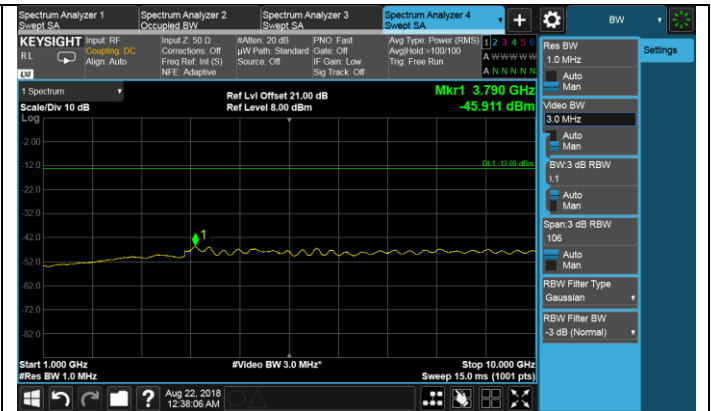 Spectrum Analyzer 1
Swept SA
Spectrum Analyzer 2
Occupied BW
Spectrum Analyzer 3
Swept SA
Spectrum Analyzer 4
Swept SA
BW
KEYSIGHT
RL
LXI
Input: RF
Coupling: DC
Align: Auto
Input Z: 50 Ω
Corrections: Off
Freq Ref: Int (S)
NFE: Adaptive
#Atten: 20 dB
µW Path: Standard
Source: Off
PNO: Fast
Gate: Off
IF Gain: Low
Sig Track: Off
Avg Type: Power (RMS)
Avg|Hold:>100/100
Trig: Free Run
1 2 3 4 5 6
A W W W W W
A N N N N N
1 Spectrum
Scale/Div 10 dB
Log
Ref Lvl Offset 21.00 dB
Ref Level 8.00 dBm
Mkr1 3.790 GHz
-45.911 dBm
-2.00
-12.0
-22.0
-32.0
-42.0
-52.0
-62.0
-72.0
-82.0
DL1 -13.00 dBm
1
Start 1.000 GHz
#Res BW 1.0 MHz
#Video BW 3.0 MHz*
Stop 10.000 GHz
Sweep 15.0 ms (1001 pts)
?
Aug 22, 2018
12:38:06 AM
Res BW
1.0 MHz
Auto
Man
Video BW
3.0 MHz
Auto
Man
BW:3 dB RBW
Auto
Man
Span:3 dB RBW
106
Auto
Man
RBW Filter Type
Gaussian
RBW Filter BW
-3 dB (Normal)
Settings